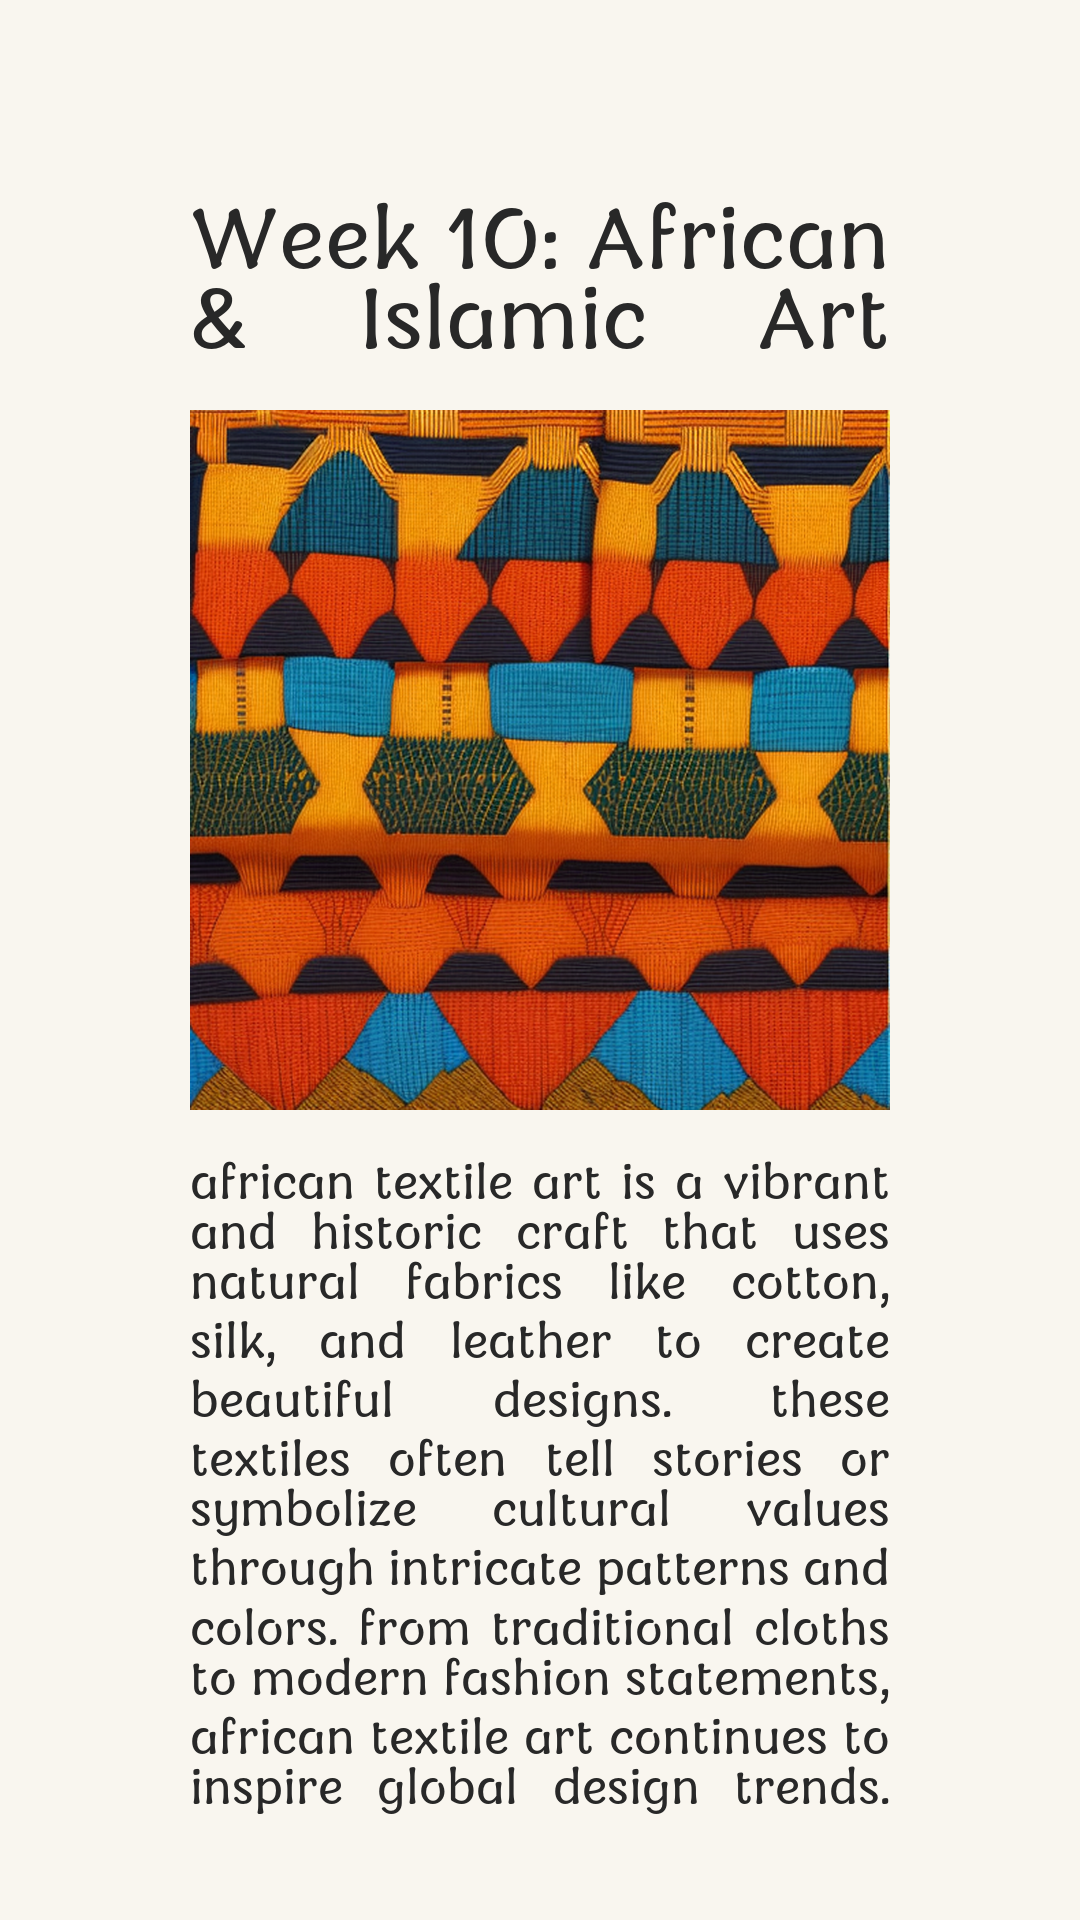 Week 10: African
& Islamic Art
african textile art is a vibrant
and historic craft that uses
natural fabrics like cotton,
silk, and leather to create
beautiful designs. these
textiles often tell stories or
symbolize cultural values
through intricate patterns and
colors. from traditional cloths
to modern fashion statements,
african textile art continues to
inspire global design trends.